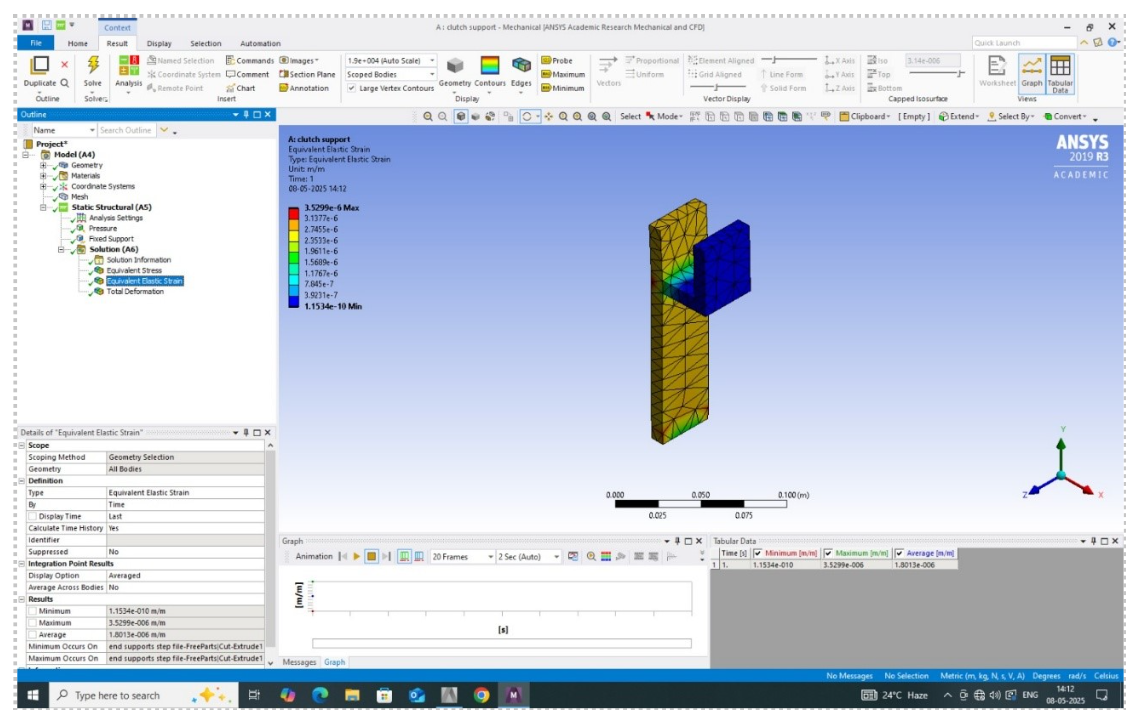 Context
A : clutch support - Mechanical [ANSYS Academic Research Mechanical and CFD]
File Home Result Display Selection Automation
Quick Launch
Duplicate Q
Outline
Solve
Solve
Analysis
Named Selection
Coordinate System
Remote Point
Commands
Comment
Chart
Insert
Images
Section Plane
Annotation
1.9e+004 (Auto Scale)
Scoped Bodies
Large Vertex Contours
Geometry Contours Edges
Display
Probe
Maximum
Minimum
Vectors
Proportional
Uniform
Element Aligned
Grid Aligned
Line Form
Solid Form
Vector Display
X Axis
Y Axis
Z Axis
Iso
Top
Bottom
3.14e-006
Capped Isosurface
Worksheet Graph Tabular Data
Views
Outline
Name Search Outline
Select Mode Clipboard [ Empty ] Extend Select By Convert
Project*
Model (A4)
Geometry
Materials
Coordinate Systems
Mesh
Static Structural (A5)
Analysis Settings
Pressure
Fixed Support
Solution (A6)
Solution Information
Equivalent Stress
Equivalent Elastic Strain
Total Deformation
A: clutch support
Equivalent Elastic Strain
Type: Equivalent Elastic Strain
Unit: m/m
Time: 1
08-05-2025 14:12
3.5299e-6 Max
3.1377e-6
2.7455e-6
2.3533e-6
1.9611e-6
1.5689e-6
1.1767e-6
7.845e-7
3.9231e-7
1.1534e-10 Min
ANSYS
2019 R3
ACADEMIC
0.000 0.050 0.100 (m)
0.025 0.075
Y
Z
X
Details of "Equivalent Elastic Strain"
Scope
Scoping Method Geometry Selection
Geometry All Bodies
Definition
Type Equivalent Elastic Strain
By Time
Display Time Last
Calculate Time History Yes
Identifier
Suppressed No
Integration Point Results
Display Option Averaged
Average Across Bodies No
Results
Minimum 1.1534e-010 m/m
Maximum 3.5299e-006 m/m
Average 1.8013e-006 m/m
Minimum Occurs On end supports step file-FreeParts|Cut-Extrude1
Maximum Occurs On end supports step file-FreeParts|Cut-Extrude1
Graph
Animation 20 Frames 2 Sec (Auto)
[m/m]
[s]
Messages Graph
Tabular Data
Time [s] Minimum [m/m] Maximum [m/m] Average [m/m]
1 1. 1.1534e-010 3.5299e-006 1.8013e-006
No Messages No Selection Metric (m, kg, N, s, V, A) Degrees rad/s Celsius
Type here to search
24°C Haze ENG 14:12
08-05-2025